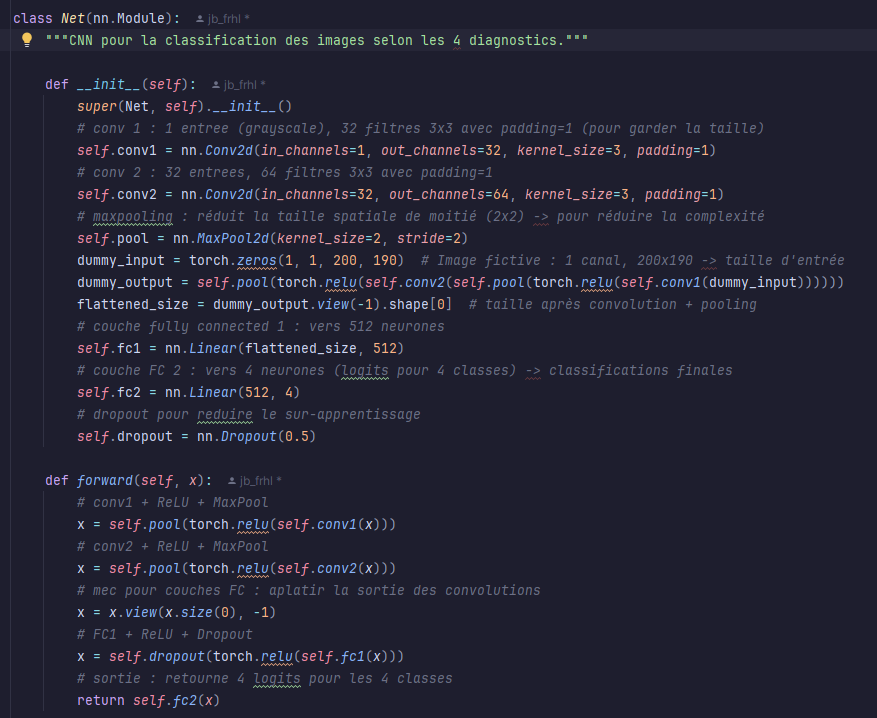 class Net(nn.Module):  jb_frhl *
    """CNN pour la classification des images selon les 4 diagnostics."""

    def __init__(self):  jb_frhl *
        super(Net, self).__init__()
        # conv 1 : 1 entree (grayscale), 32 filtres 3x3 avec padding=1 (pour garder la taille)
        self.conv1 = nn.Conv2d(in_channels=1, out_channels=32, kernel_size=3, padding=1)
        # conv 2 : 32 entrees, 64 filtres 3x3 avec padding=1
        self.conv2 = nn.Conv2d(in_channels=32, out_channels=64, kernel_size=3, padding=1)
        # maxpooling : réduit la taille spatiale de moitié (2x2) -> pour réduire la complexité
        self.pool = nn.MaxPool2d(kernel_size=2, stride=2)
        dummy_input = torch.zeros(1, 1, 200, 190)  # Image fictive : 1 canal, 200x190 -> taille d'entrée
        dummy_output = self.pool(torch.relu(self.conv2(self.pool(torch.relu(self.conv1(dummy_input))))))
        flattened_size = dummy_output.view(-1).shape[0]  # taille après convolution + pooling
        # couche fully connected 1 : vers 512 neurones
        self.fc1 = nn.Linear(flattened_size, 512)
        # couche FC 2 : vers 4 neurones (logits pour 4 classes) -> classifications finales
        self.fc2 = nn.Linear(512, 4)
        # dropout pour reduire le sur-apprentissage
        self.dropout = nn.Dropout(0.5)

    def forward(self, x):  jb_frhl *
        # conv1 + ReLU + MaxPool
        x = self.pool(torch.relu(self.conv1(x)))
        # conv2 + ReLU + MaxPool
        x = self.pool(torch.relu(self.conv2(x)))
        # mec pour couches FC : aplatir la sortie des convolutions
        x = x.view(x.size(0), -1)
        # FC1 + ReLU + Dropout
        x = self.dropout(torch.relu(self.fc1(x)))
        # sortie : retourne 4 logits pour les 4 classes
        return self.fc2(x)